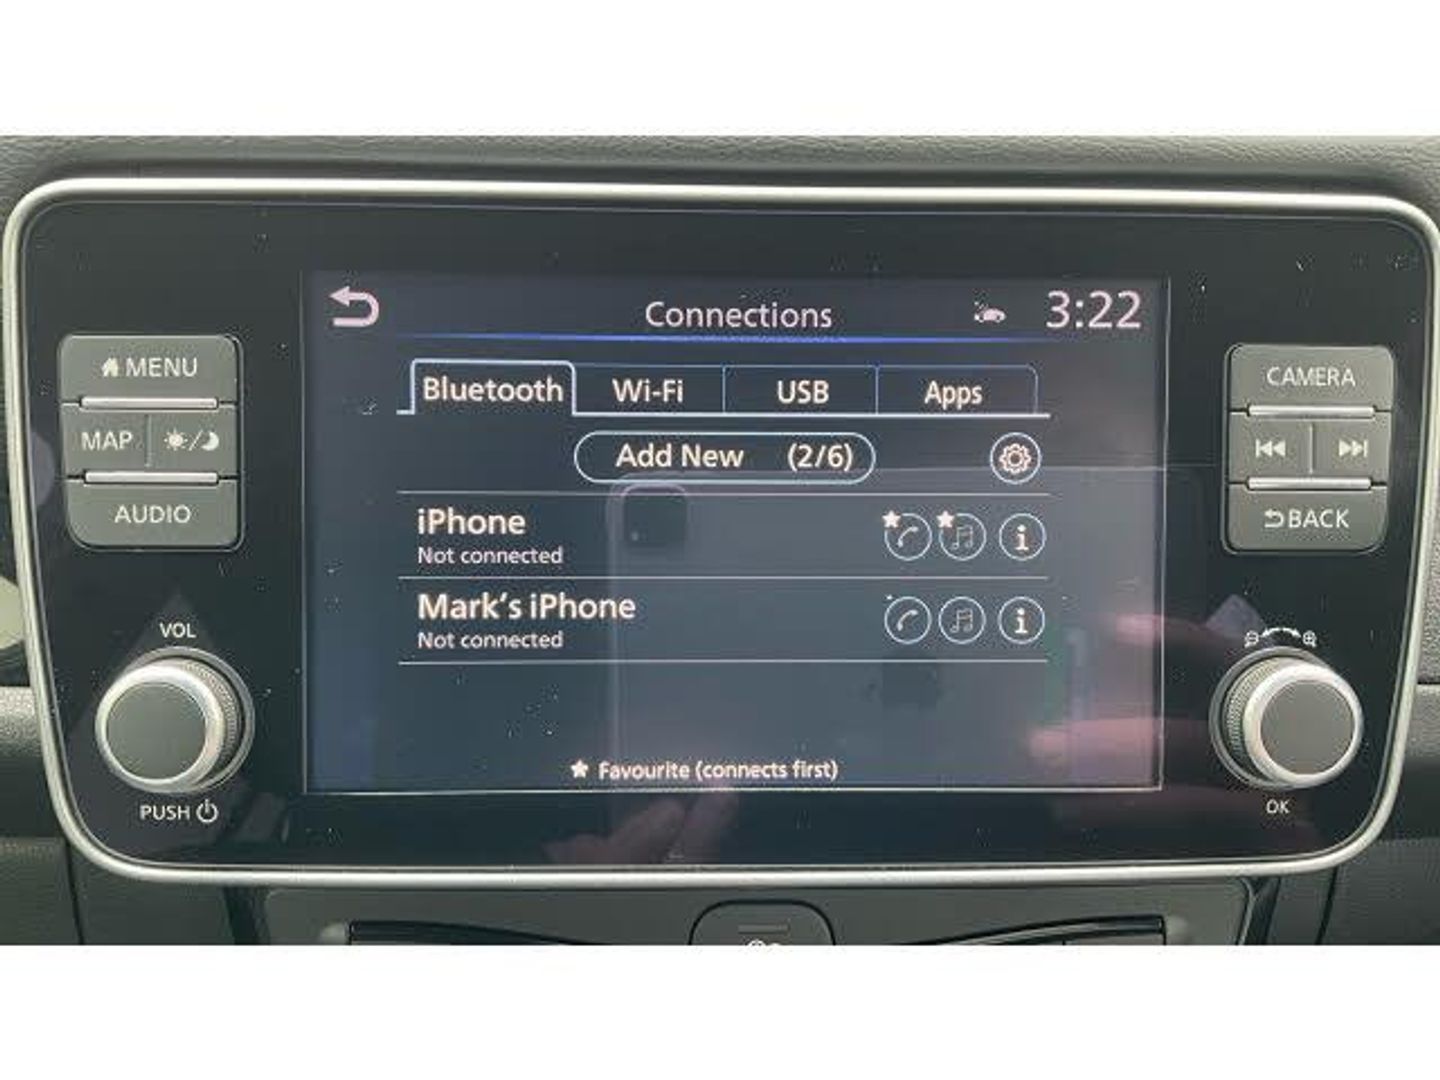 Connections 3:22
MENU
MAP
AUDIO
VOL
PUSH
Bluetooth Wi-Fi USB Apps
Add New (2/6)
iPhone
Not connected
Mark's iPhone
Not connected
Favourite (connects first)
CAMERA
BACK
OK